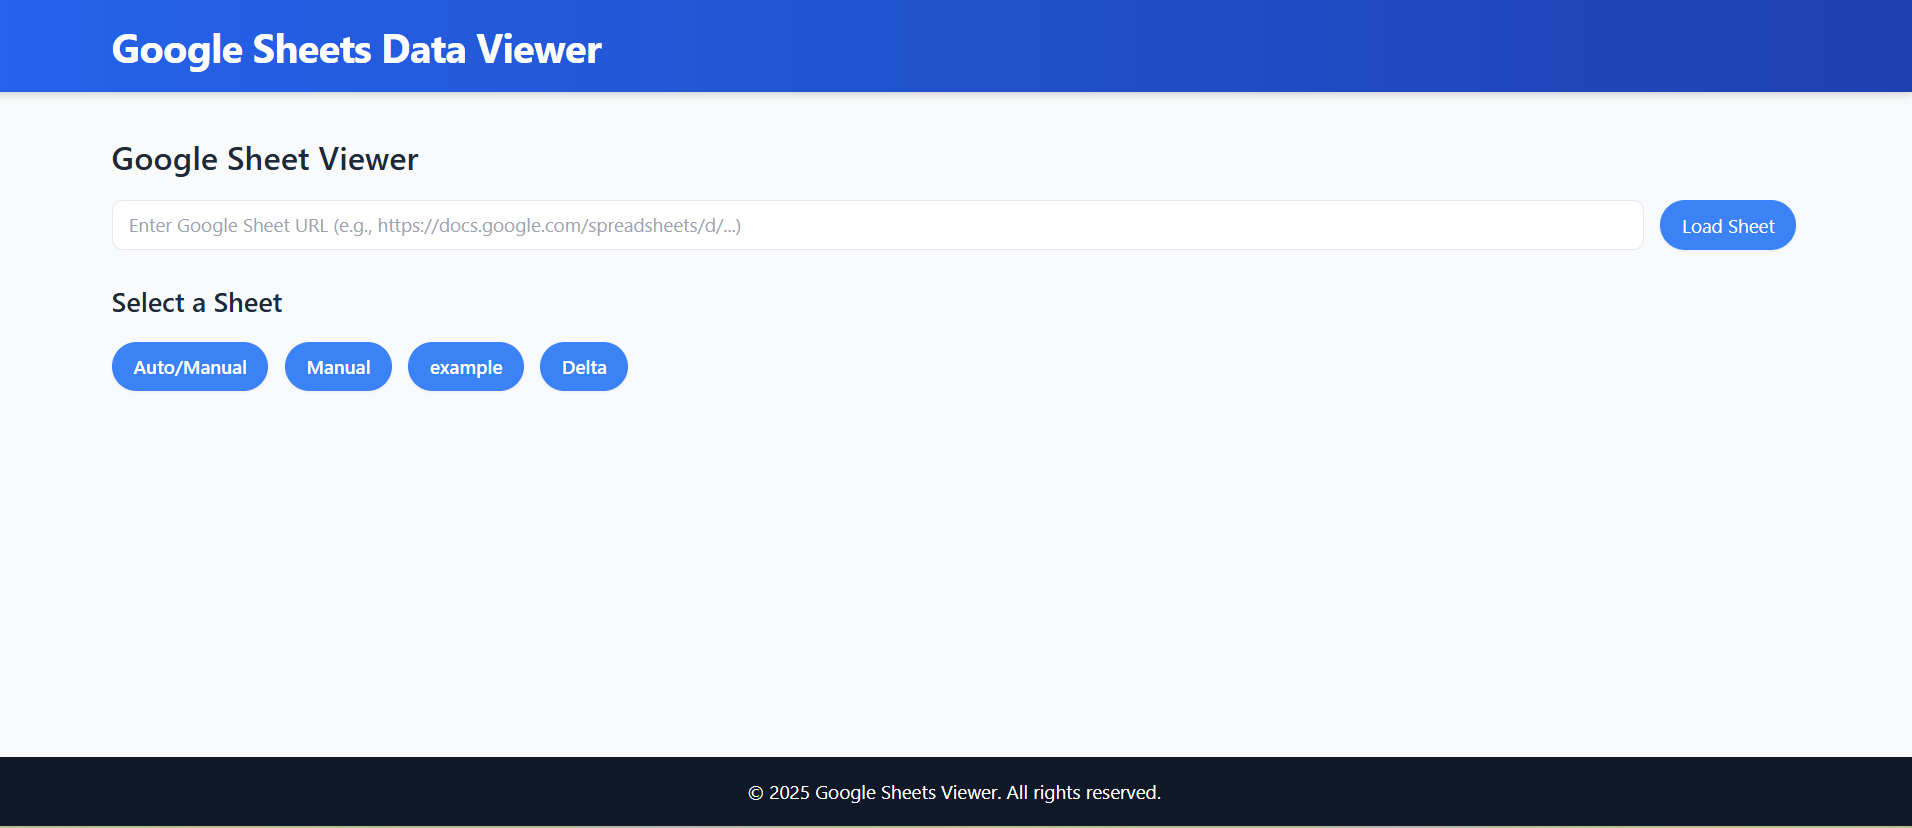 Google Sheets Data Viewer
Google Sheet Viewer
Enter Google Sheet URL (e.g., https://docs.google.com/spreadsheets/d/...)
Load Sheet
Select a Sheet
Auto/Manual
Manual
example
Delta
© 2025 Google Sheets Viewer. All rights reserved.